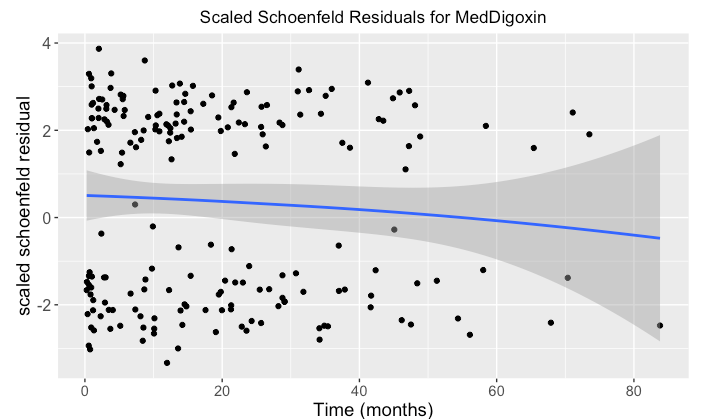 Scaled Schoenfeld Residuals for MedDigoxin
scaled schoenfeld residual
4
2
0
-2
0 20 40 60 80
Time (months)